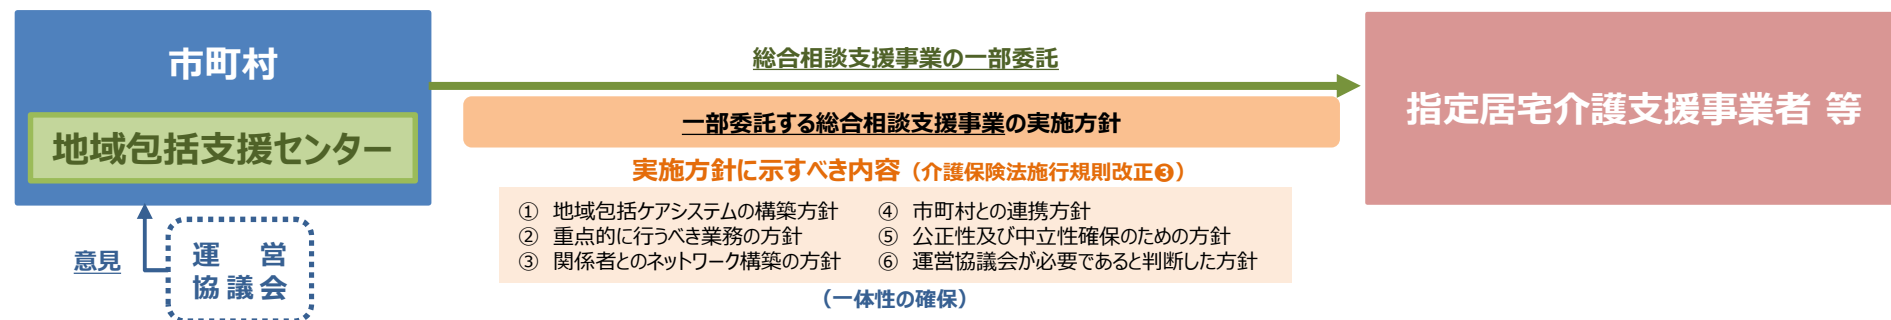 市町村
地域包括支援センター
意見
運　営
協議会
総合相談支援事業の一部委託
一部委託する総合相談支援事業の実施方針
実施方針に示すべき内容（介護保険法施行規則改正❸）
① 地域包括ケアシステムの構築方針
② 重点的に行うべき業務の方針
③ 関係者とのネットワーク構築の方針
④ 市町村との連携方針
⑤ 公正性及び中立性確保のための方針
⑥ 運営協議会が必要であると判断した方針
（一体性の確保）
指定居宅介護支援事業者 等